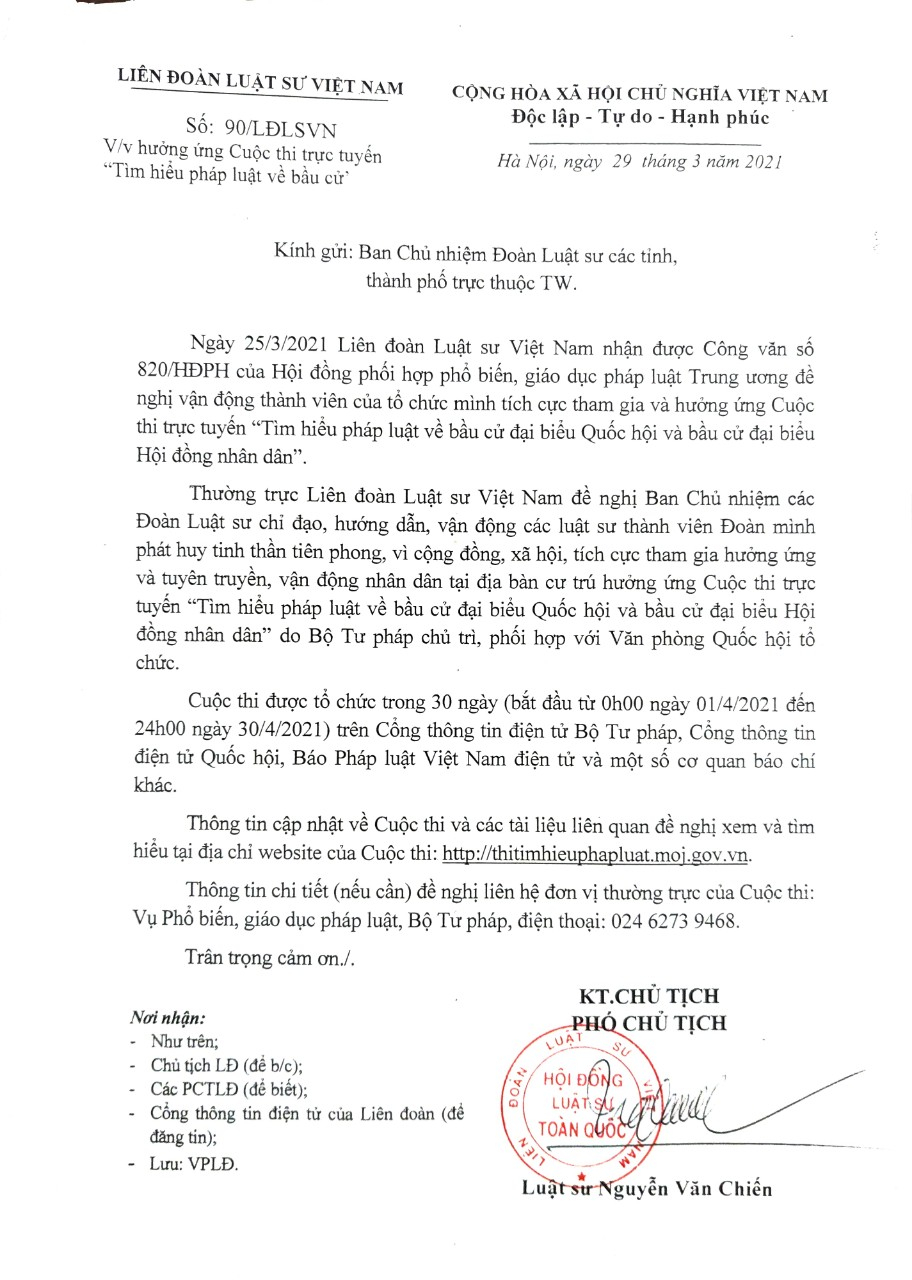 LIÊN ĐOÀN LUẬT SƯ VIỆT NAM
Số: 90/LĐLSVN
V/v hưởng ứng Cuộc thi trực tuyến
“Tìm hiểu pháp luật về bầu cử”
CỘNG HÒA XÃ HỘI CHỦ NGHĨA VIỆT NAM
Độc lập - Tự do - Hạnh phúc
Hà Nội, ngày 29 tháng 3 năm 2021
Kính gửi: Ban Chủ nhiệm Đoàn Luật sư các tỉnh,
thành phố trực thuộc TW.
Ngày 25/3/2021 Liên đoàn Luật sư Việt Nam nhận được Công văn số
820/HĐPH của Hội đồng phối hợp phổ biến, giáo dục pháp luật Trung ương đề
nghị vận động thành viên của tổ chức mình tích cực tham gia và hưởng ứng Cuộc
thi trực tuyến “Tìm hiểu pháp luật về bầu cử đại biểu Quốc hội và bầu cử đại biểu
Hội đồng nhân dân”.
Thường trực Liên đoàn Luật sư Việt Nam đề nghị Ban Chủ nhiệm các
Đoàn Luật sư chỉ đạo, hướng dẫn, vận động các luật sư thành viên Đoàn mình
phát huy tinh thần tiên phong, vì cộng đồng, xã hội, tích cực tham gia hưởng ứng
và tuyên truyền, vận động nhân dân tại địa bàn cư trú hưởng ứng Cuộc thi trực
tuyến “Tìm hiểu pháp luật về bầu cử đại biểu Quốc hội và bầu cử đại biểu Hội
đồng nhân dân” do Bộ Tư pháp chủ trì, phối hợp với Văn phòng Quốc hội tổ
chức.
Cuộc thi được tổ chức trong 30 ngày (bắt đầu từ 0h00 ngày 01/4/2021 đến
24h00 ngày 30/4/2021) trên Cổng thông tin điện tử Bộ Tư pháp, Cổng thông tin
điện tử Quốc hội, Báo Pháp luật Việt Nam điện tử và một số cơ quan báo chí
khác.
Thông tin cập nhật về Cuộc thi và các tài liệu liên quan đề nghị xem và tìm
hiểu tại địa chỉ website của Cuộc thi: http://thitimhieuphapluat.moj.gov.vn.
Thông tin chi tiết (nếu cần) đề nghị liên hệ đơn vị thường trực của Cuộc thi:
Vụ Phổ biến, giáo dục pháp luật, Bộ Tư pháp, điện thoại: 024 6273 9468.
Trân trọng cảm ơn./.
Nơi nhận:
- Như trên;
- Chủ tịch LĐ (để b/c);
- Các PCTLĐ (để biết);
- Cổng thông tin điện tử của Liên đoàn (để
đăng tin);
- Lưu: VPLĐ.
KT.CHỦ TỊCH
PHÓ CHỦ TỊCH
LIÊN ĐOÀN LUẬT SƯ VIỆT NAM
HỘI ĐỒNG
LUẬT SƯ
TOÀN QUỐC
Luật sư Nguyễn Văn Chiến